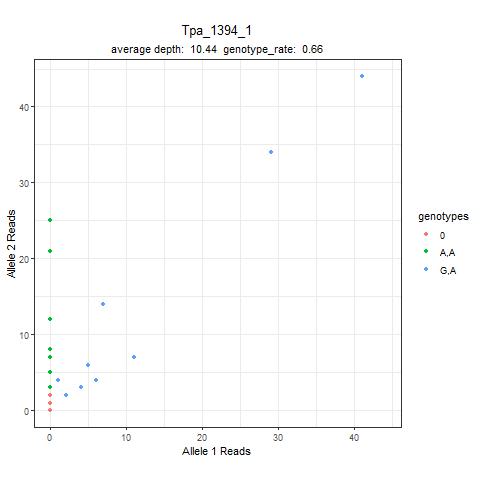 Tpa_1394_1
average depth:  10.44  genotype_rate:  0.66
Allele 2 Reads
40
30
20
10
0
0
10
20
30
40
Allele 1 Reads
genotypes
0
A,A
G,A